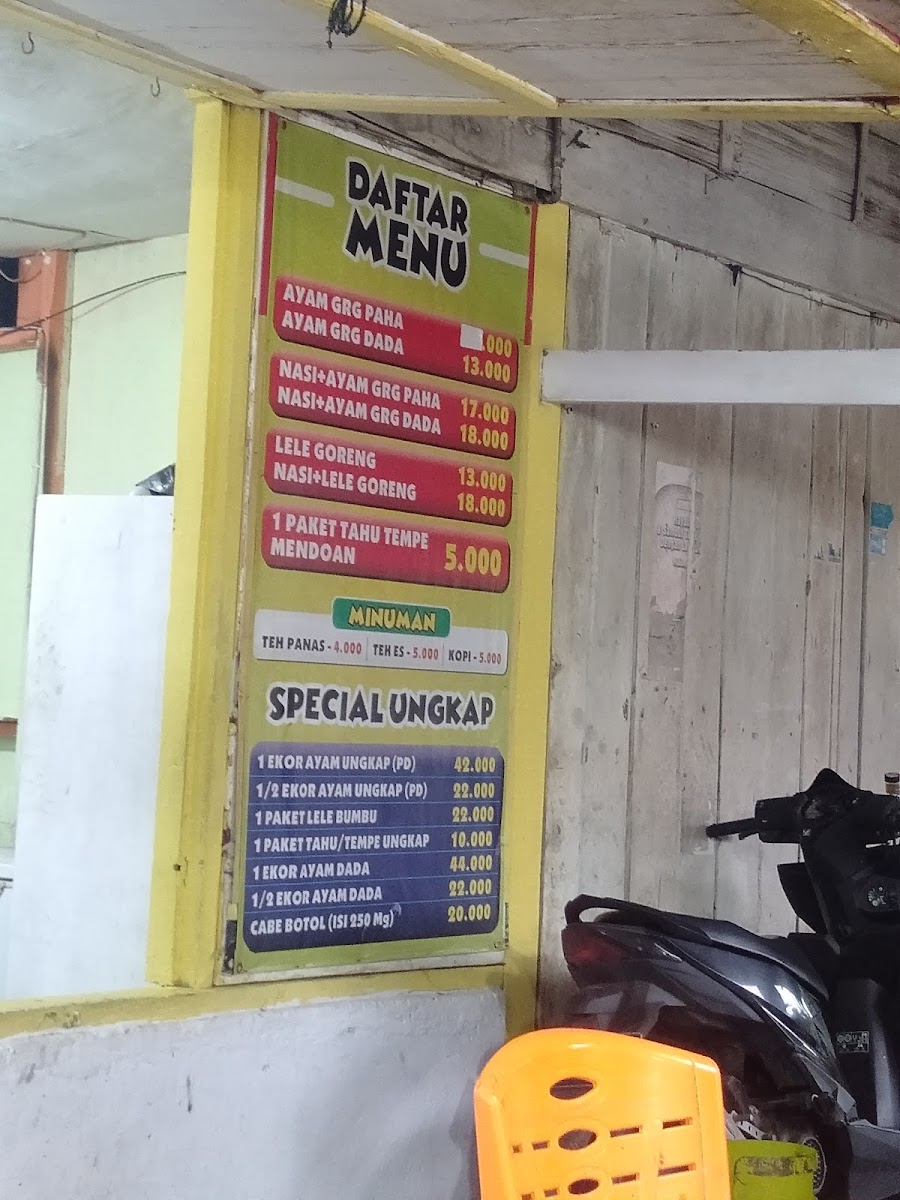 DAFTAR
MENU
AYAM GRG PAHA .000
AYAM GRG DADA 13.000
NASI+AYAM GRG PAHA 17.000
NASI+AYAM GRG DADA 18.000
LELE GORENG 13.000
NASI+LELE GORENG 18.000
1 PAKET TAHU TEMPE
MENDOAN 5.000
MINUMAN
TEH PANAS - 4.000 TEH ES - 5.000 KOPI - 5.000
SPECIAL UNGKAP
1 EKOR AYAM UNGKAP (PD) 42.000
1/2 EKOR AYAM UNGKAP (PD) 22.000
1 PAKET LELE BUMBU 22.000
1 PAKET TAHU/TEMPE UNGKAP 10.000
1 EKOR AYAM DADA 44.000
1/2 EKOR AYAM DADA 22.000
CABE BOTOL (ISI 250 Mg) 20.000